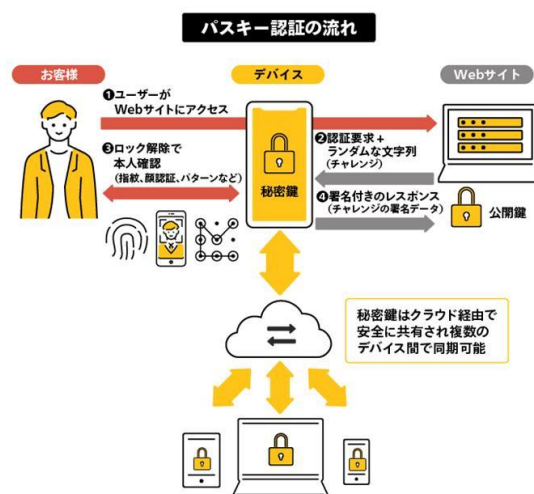 パスキー認証の流れ
お客様
デバイス
Webサイト
❶ユーザーが
Webサイトにアクセス
❷認証要求+
ランダムな文字列
(チャレンジ)
❸ロック解除で
本人確認
(指紋、顔認証、パターンなど)
秘密鍵
❹署名付きのレスポンス
(チャレンジの署名データ)
公開鍵
秘密鍵はクラウド経由で
安全に共有され複数の
デバイス間で同期可能